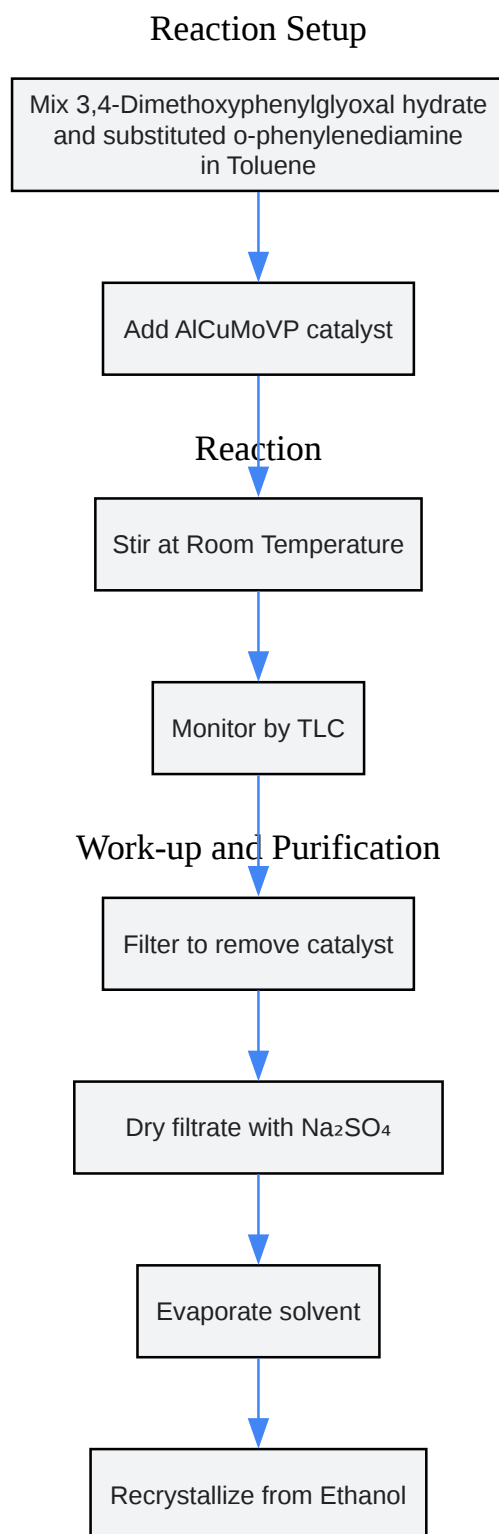 Reaction Setup
Mix 3,4-Dimethoxyphenylglyoxal hydrate
and substituted o-phenylenediamine
in Toluene
Add AlCuMoVP catalyst
Reaction
Stir at Room Temperature
Monitor by TLC
Work-up and Purification
Filter to remove catalyst
Dry filtrate with Na₂SO₄
Evaporate solvent
Recrystallize from Ethanol